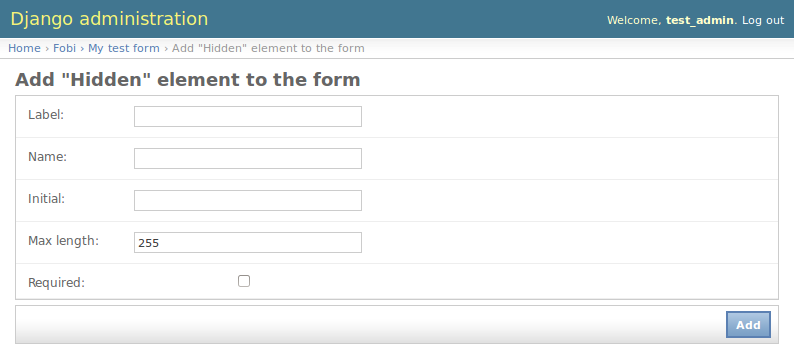 Django administration
Welcome, test_admin. Log out
Home › Fobi › My test form › Add "Hidden" element to the form
Add "Hidden" element to the form
Label:
Name:
Initial:
Max length: 255
Required:
Add